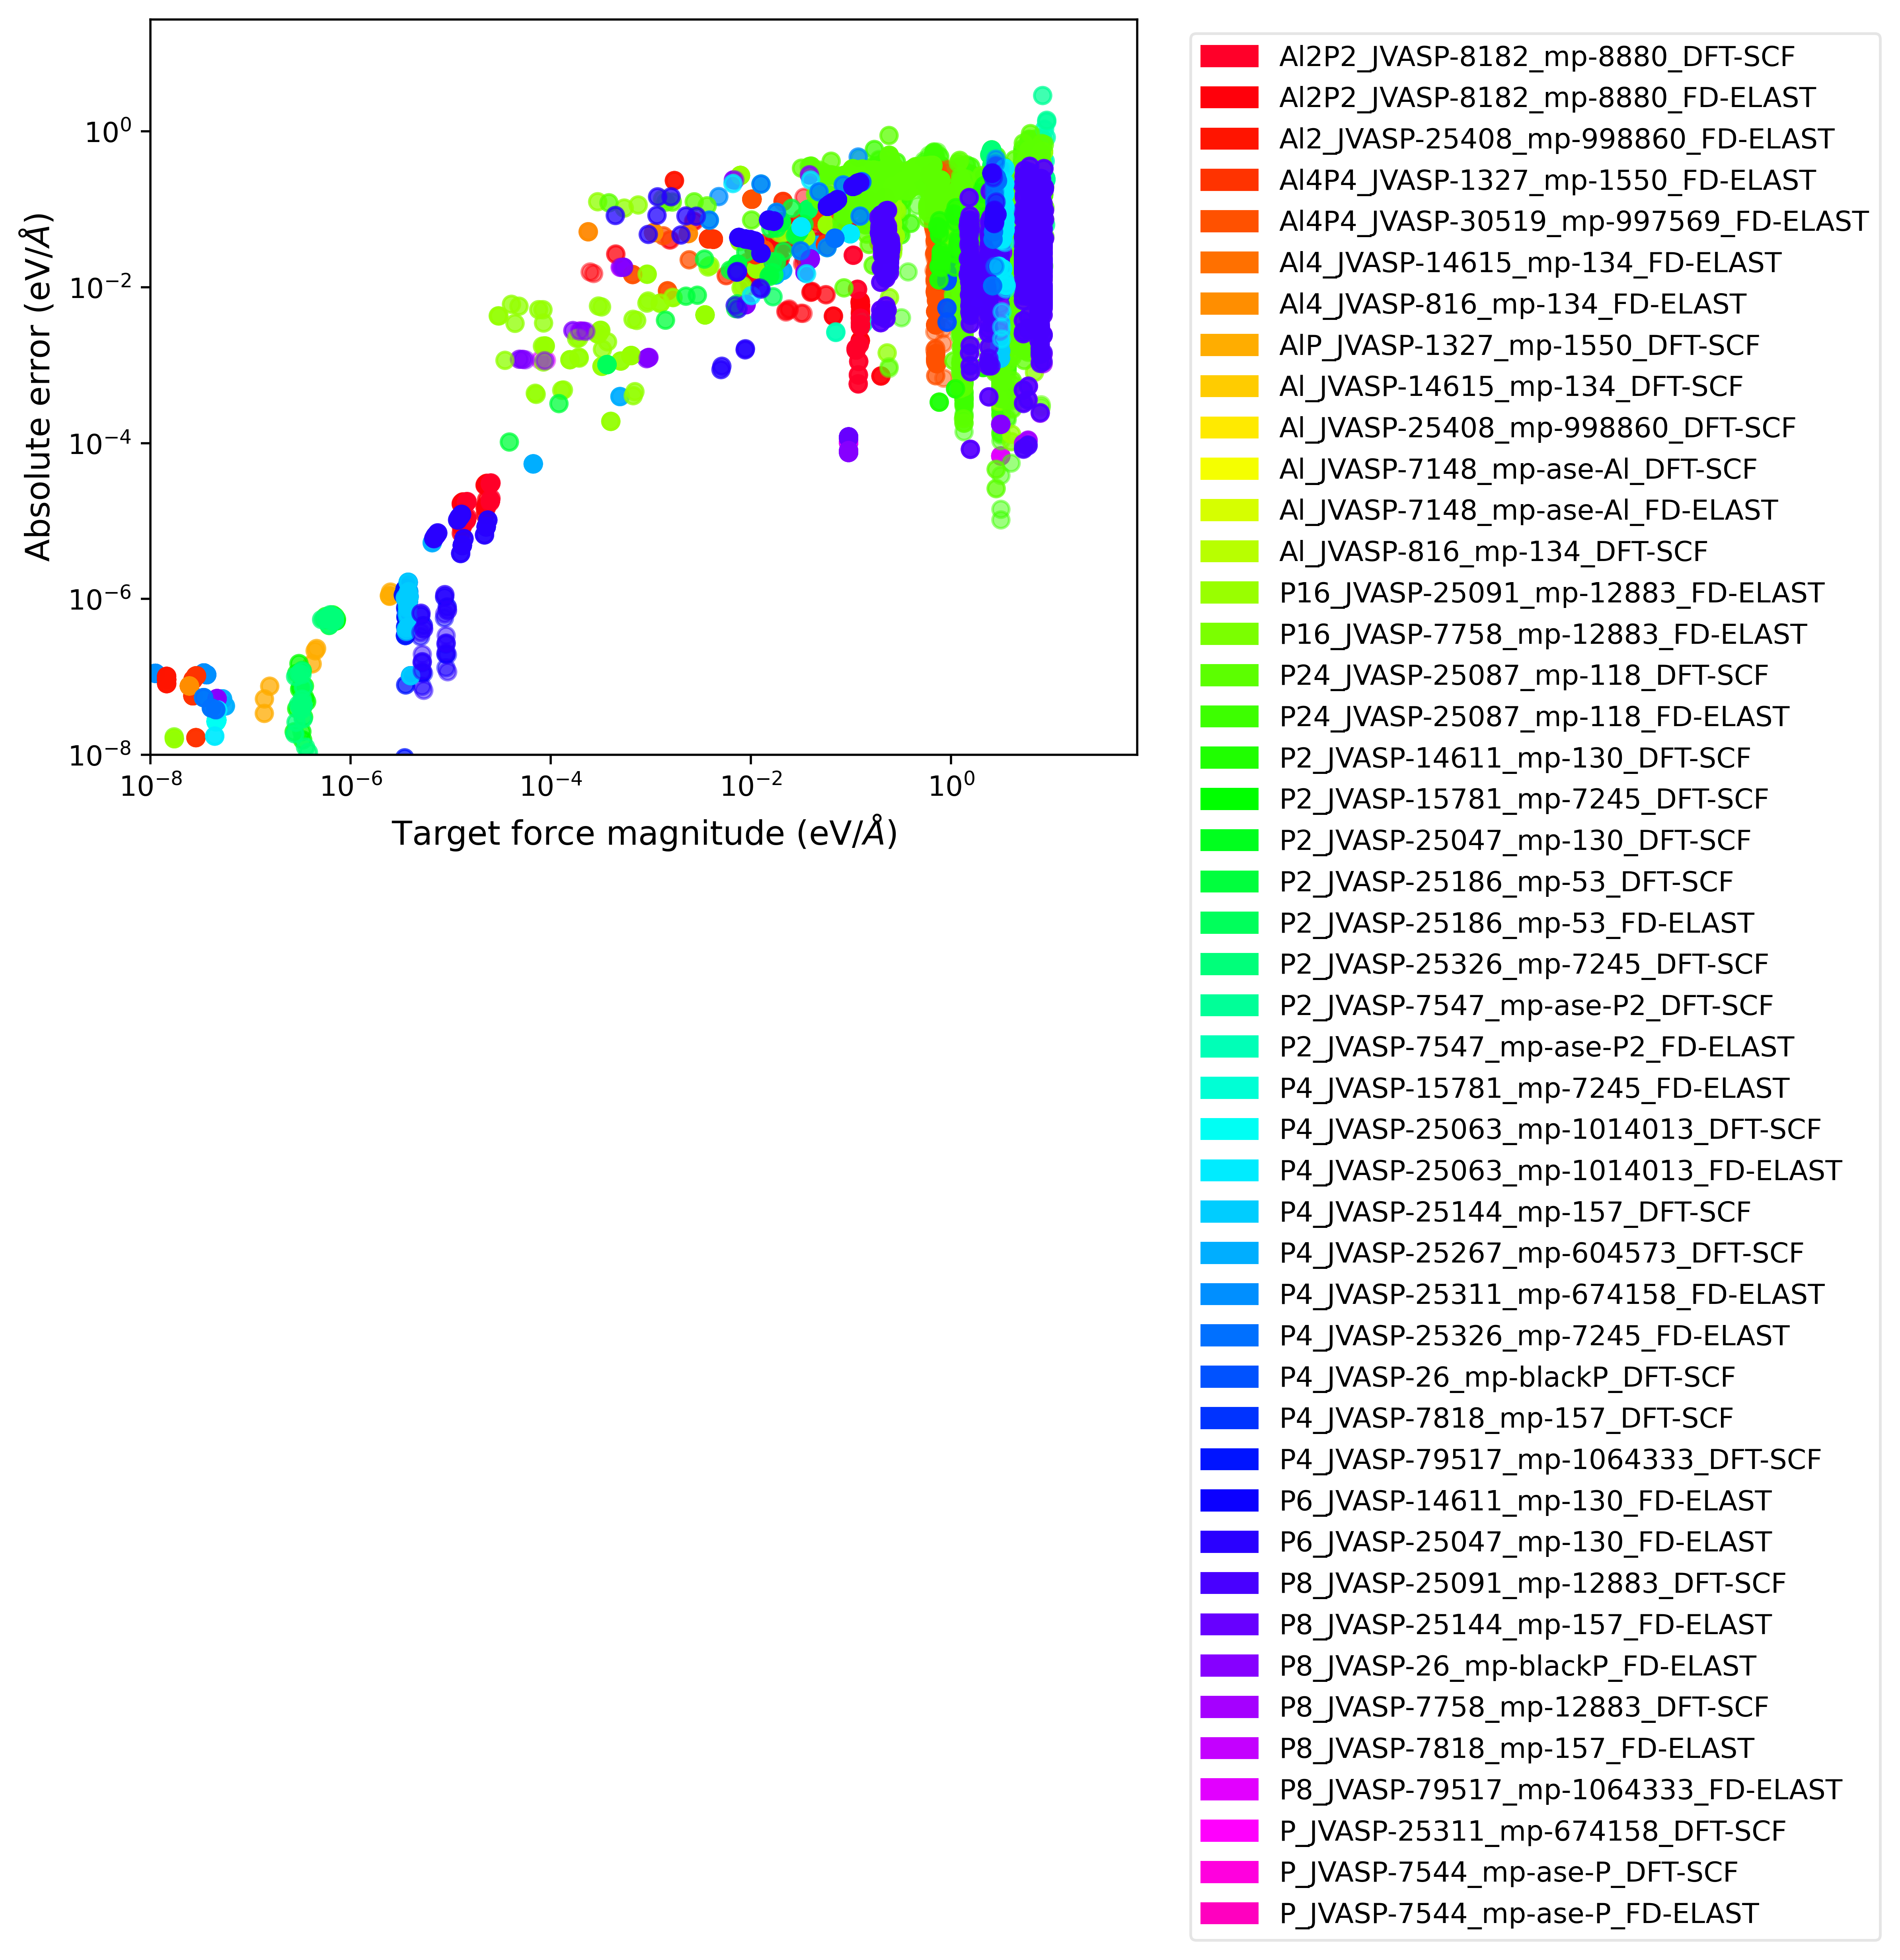 10⁰
10⁻²
10⁻⁴
10⁻⁶
10⁻⁸
Absolute error (eV/Å)
10⁻⁸ 10⁻⁶ 10⁻⁴ 10⁻² 10⁰
Target force magnitude (eV/Å)
Al2P2_JVASP-8182_mp-8880_DFT-SCF
Al2P2_JVASP-8182_mp-8880_FD-ELAST
Al2_JVASP-25408_mp-998860_FD-ELAST
Al4P4_JVASP-1327_mp-1550_FD-ELAST
Al4P4_JVASP-30519_mp-997569_FD-ELAST
Al4_JVASP-14615_mp-134_FD-ELAST
Al4_JVASP-816_mp-134_FD-ELAST
AlP_JVASP-1327_mp-1550_DFT-SCF
Al_JVASP-14615_mp-134_DFT-SCF
Al_JVASP-25408_mp-998860_DFT-SCF
Al_JVASP-7148_mp-ase-Al_DFT-SCF
Al_JVASP-7148_mp-ase-Al_FD-ELAST
Al_JVASP-816_mp-134_DFT-SCF
P16_JVASP-25091_mp-12883_FD-ELAST
P16_JVASP-7758_mp-12883_FD-ELAST
P24_JVASP-25087_mp-118_DFT-SCF
P24_JVASP-25087_mp-118_FD-ELAST
P2_JVASP-14611_mp-130_DFT-SCF
P2_JVASP-15781_mp-7245_DFT-SCF
P2_JVASP-25047_mp-130_DFT-SCF
P2_JVASP-25186_mp-53_DFT-SCF
P2_JVASP-25186_mp-53_FD-ELAST
P2_JVASP-25326_mp-7245_DFT-SCF
P2_JVASP-7547_mp-ase-P2_DFT-SCF
P2_JVASP-7547_mp-ase-P2_FD-ELAST
P4_JVASP-15781_mp-7245_FD-ELAST
P4_JVASP-25063_mp-1014013_DFT-SCF
P4_JVASP-25063_mp-1014013_FD-ELAST
P4_JVASP-25144_mp-157_DFT-SCF
P4_JVASP-25267_mp-604573_DFT-SCF
P4_JVASP-25311_mp-674158_FD-ELAST
P4_JVASP-25326_mp-7245_FD-ELAST
P4_JVASP-26_mp-blackP_DFT-SCF
P4_JVASP-7818_mp-157_DFT-SCF
P4_JVASP-79517_mp-1064333_DFT-SCF
P6_JVASP-14611_mp-130_FD-ELAST
P6_JVASP-25047_mp-130_FD-ELAST
P8_JVASP-25091_mp-12883_DFT-SCF
P8_JVASP-25144_mp-157_FD-ELAST
P8_JVASP-26_mp-blackP_FD-ELAST
P8_JVASP-7758_mp-12883_DFT-SCF
P8_JVASP-7818_mp-157_FD-ELAST
P8_JVASP-79517_mp-1064333_FD-ELAST
P_JVASP-25311_mp-674158_DFT-SCF
P_JVASP-7544_mp-ase-P_DFT-SCF
P_JVASP-7544_mp-ase-P_FD-ELAST